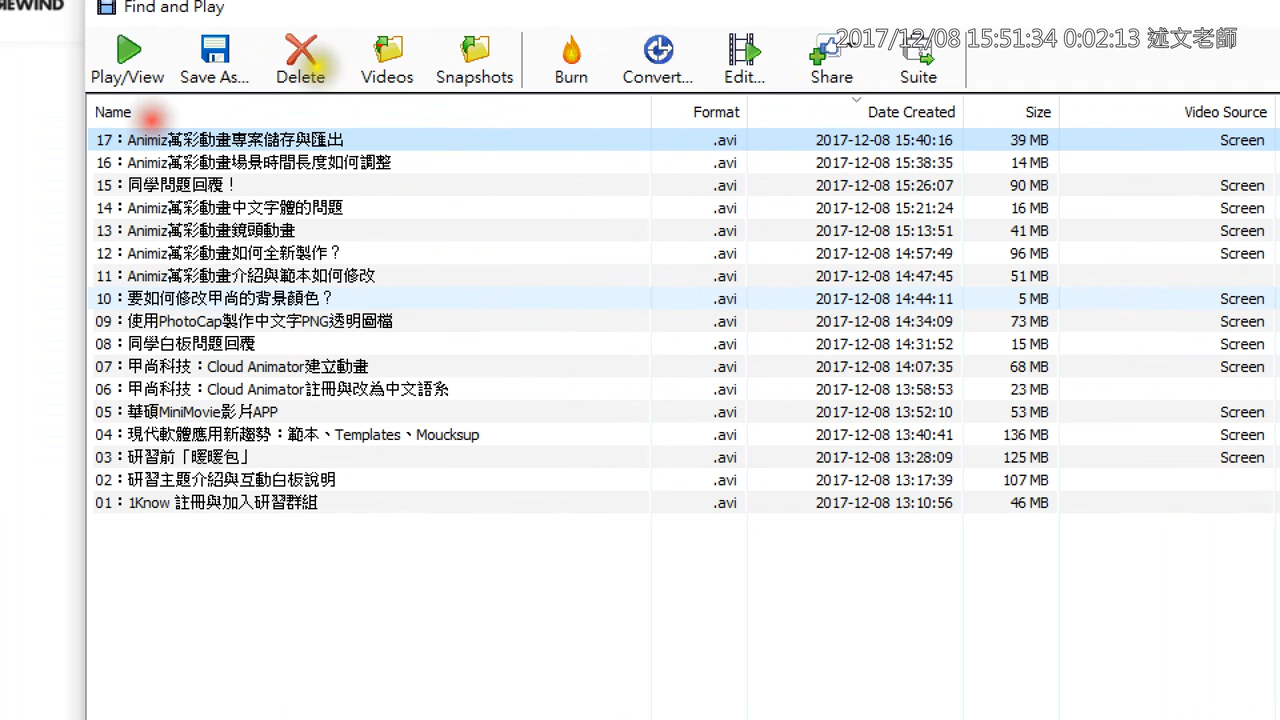 REWIND
Find and Play
2017/12/08 15:51:34 0:02:13 述文老師
Play/View Save As... Delete Videos Snapshots Burn Convert... Edit... Share Suite
Name Format Date Created Size Video Source
17：Animiz萬彩動畫專案儲存與匯出 .avi 2017-12-08 15:40:16 39 MB Screen
16：Animiz萬彩動畫場景時間長度如何調整 .avi 2017-12-08 15:38:35 14 MB
15：同學問題回覆！ .avi 2017-12-08 15:26:07 90 MB Screen
14：Animiz萬彩動畫中文字體的問題 .avi 2017-12-08 15:21:24 16 MB Screen
13：Animiz萬彩動畫鏡頭動畫 .avi 2017-12-08 15:13:51 41 MB Screen
12：Animiz萬彩動畫如何全新製作？ .avi 2017-12-08 14:57:49 96 MB Screen
11：Animiz萬彩動畫介紹與範本如何修改 .avi 2017-12-08 14:47:45 51 MB
10：要如何修改甲尚的背景顏色？ .avi 2017-12-08 14:44:11 5 MB Screen
09：使用PhotoCap製作中文字PNG透明圖檔 .avi 2017-12-08 14:34:09 73 MB Screen
08：同學白板問題回覆 .avi 2017-12-08 14:31:52 15 MB Screen
07：甲尚科技：Cloud Animator建立動畫 .avi 2017-12-08 14:07:35 68 MB Screen
06：甲尚科技：Cloud Animator註冊與改為中文語系 .avi 2017-12-08 13:58:53 23 MB
05：華碩MiniMovie影片APP .avi 2017-12-08 13:52:10 53 MB Screen
04：現代軟體應用新趨勢：範本、Templates、Moucksup .avi 2017-12-08 13:40:41 136 MB Screen
03：研習前「暖暖包」 .avi 2017-12-08 13:28:09 125 MB Screen
02：研習主題介紹與互動白板說明 .avi 2017-12-08 13:17:39 107 MB
01：1Know 註冊與加入研習群組 .avi 2017-12-08 13:10:56 46 MB